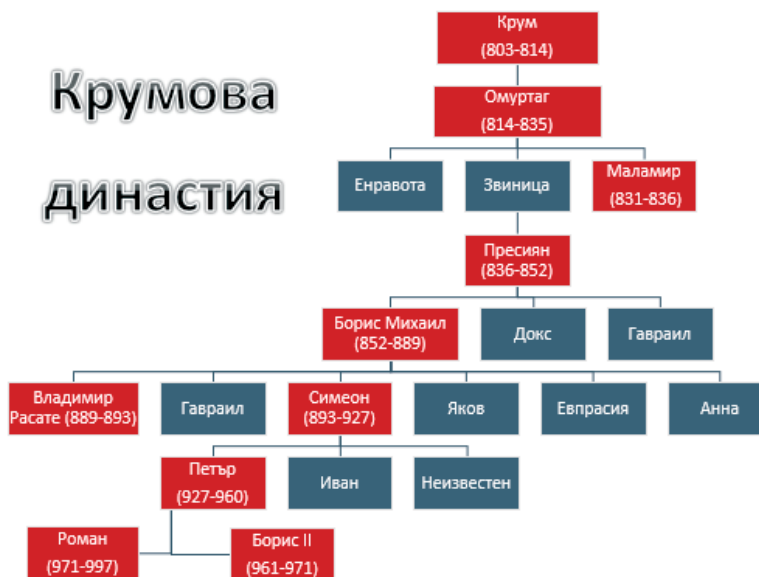 Крумова
династия
Крум
(803-814)
Омуртаг
(814-835)
Енравота
Звиница
Маламир
(831-836)
Пресиян
(836-852)
Борис Михаил
(852-889)
Докс
Гавраил
Владимир
Расате (889-893)
Гавраил
Симеон
(893-927)
Яков
Евпрасия
Анна
Петър
(927-960)
Иван
Неизвестен
Роман
(971-997)
Борис II
(961-971)